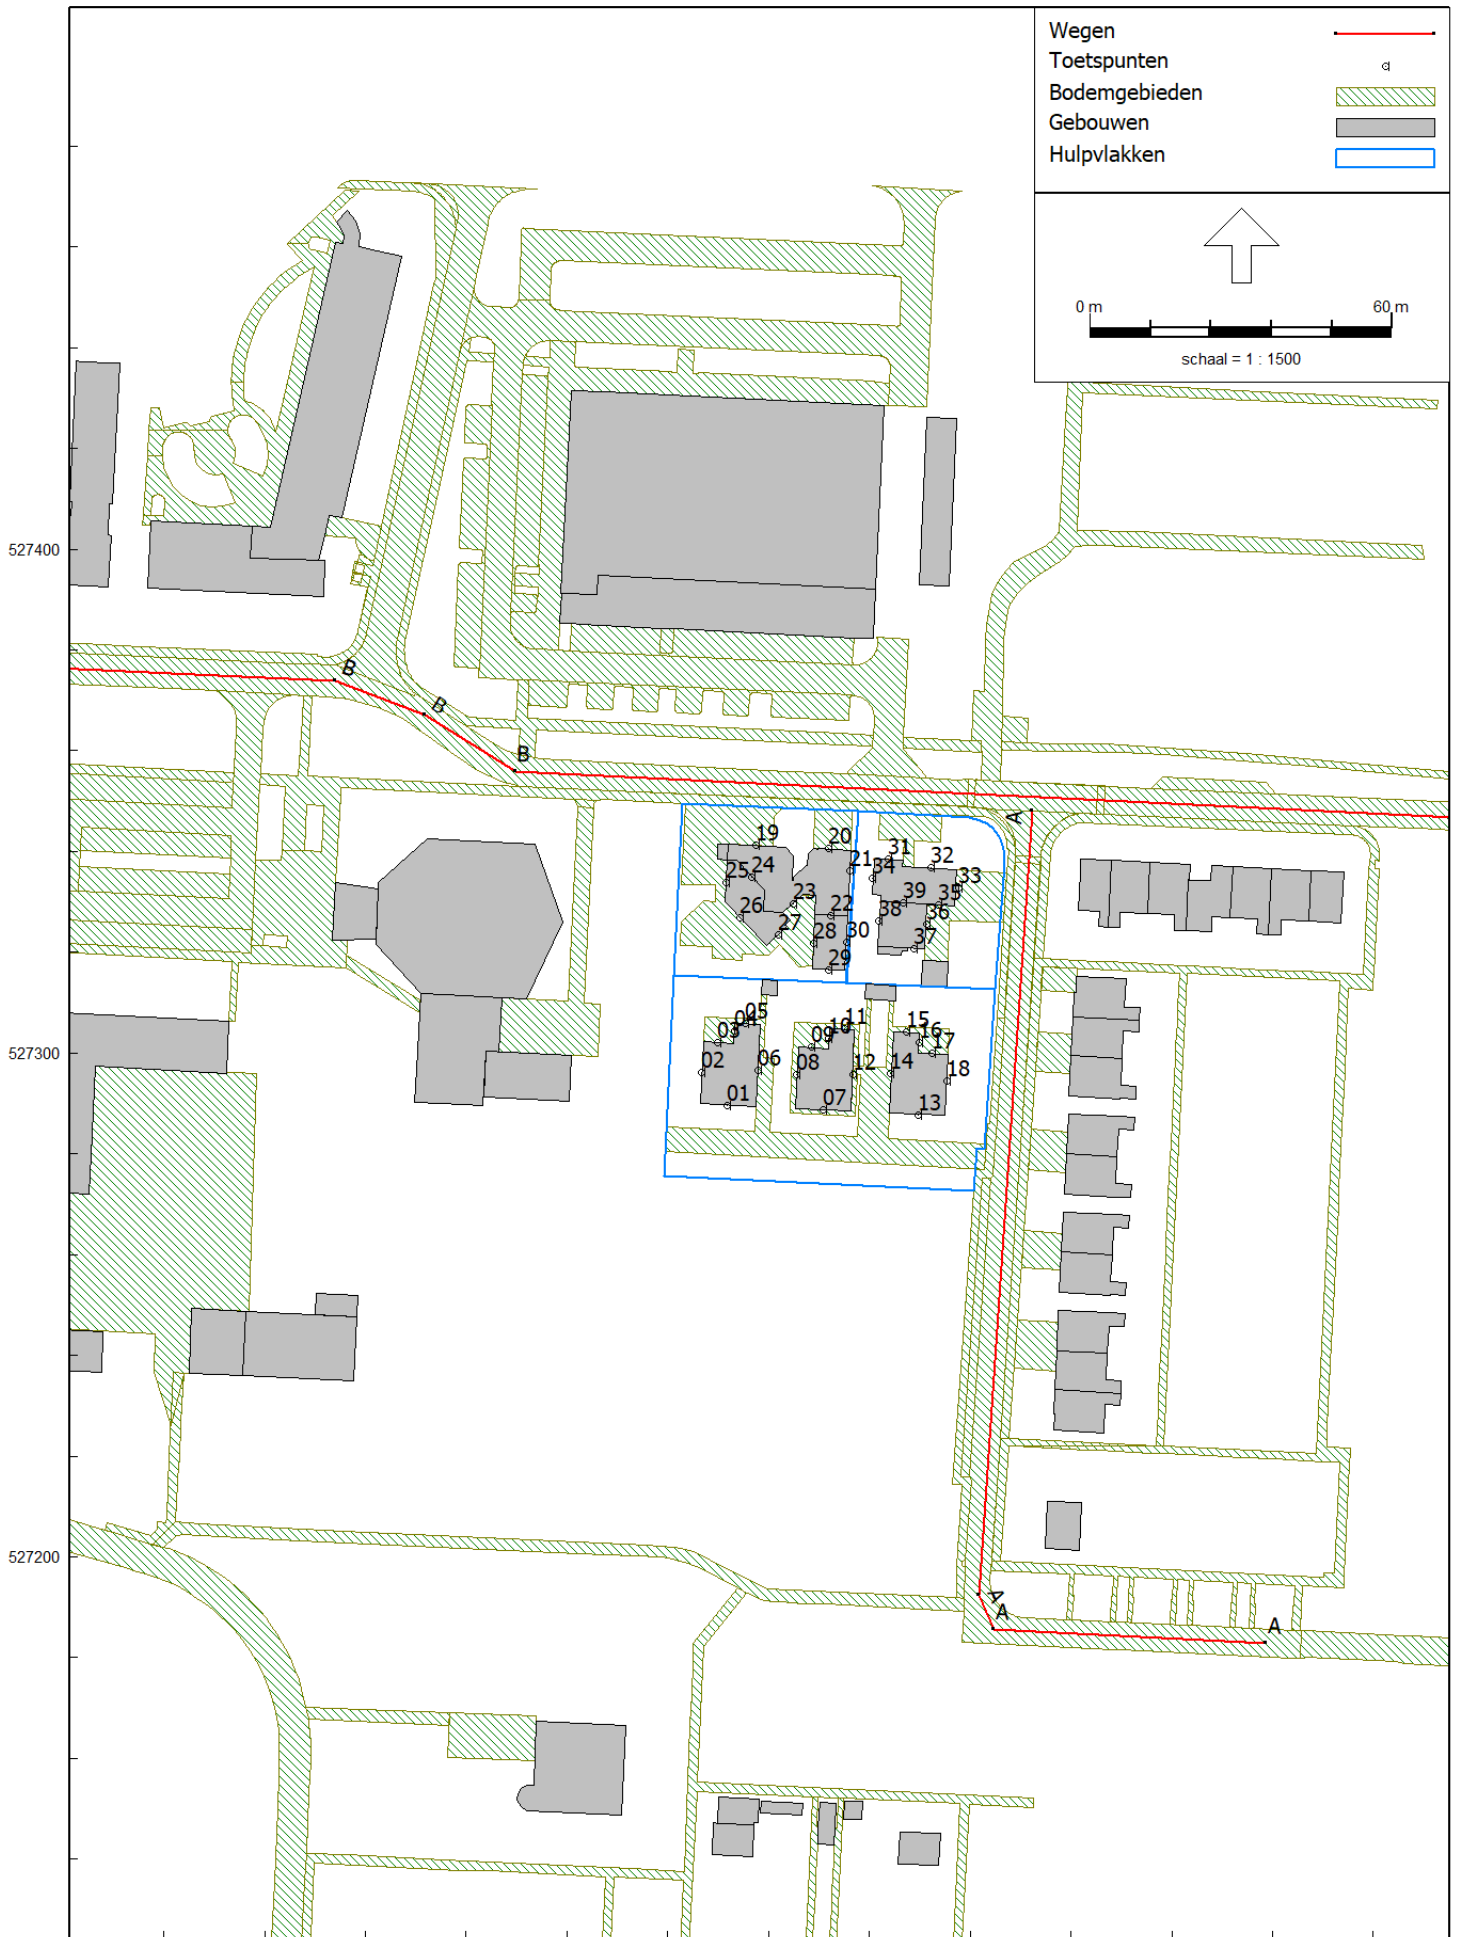 Wegen
Toetspunten
Bodemgebieden
Gebouwen
Hulpvlakken
0 m 60 m
schaal = 1 : 1500
527400
B
B
B
A
19 20
21 31
32
24 34 33
25
39 35
26 23 22 38 36
27 28 30 37
29
05
04 11
03 10 15
09 16
17
02 06 08 12 14
18
01 07 13
527300
527200
A
A
A